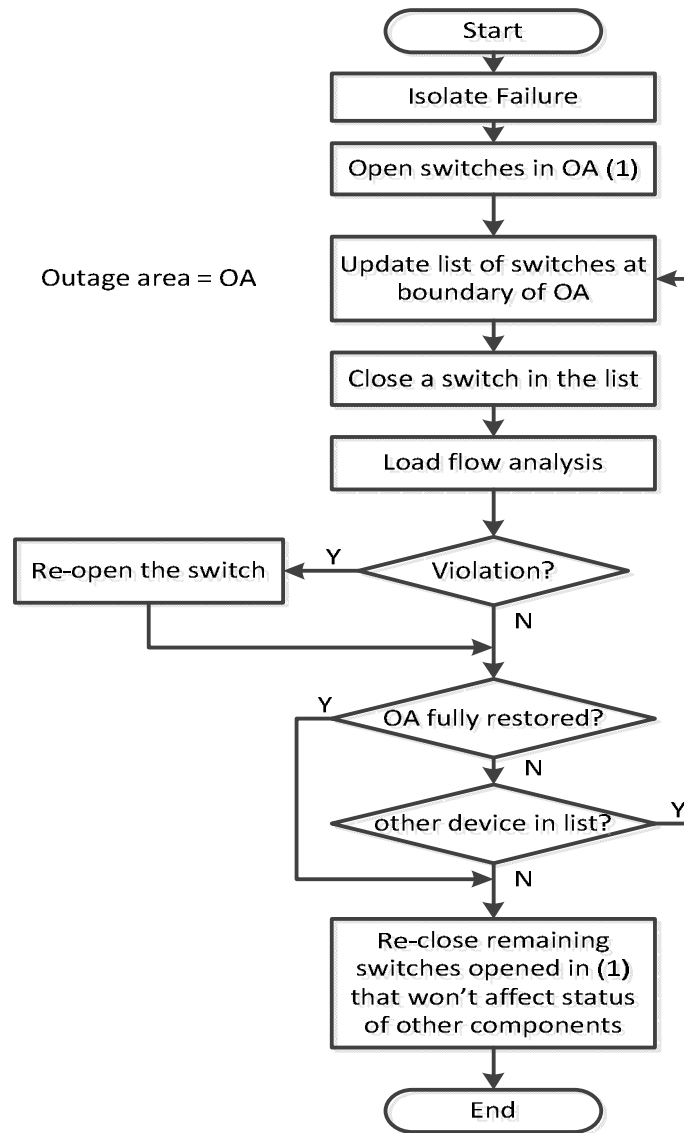 Start
Isolate Failure
Open switches in OA (1)
Outage area = OA
Update list of switches at
boundary of OA
Close a switch in the list
Load flow analysis
Re-open the switch
Y
Violation?
N
Y
OA fully restored?
N
other device in list?
Y
N
Re-close remaining
switches opened in (1)
that won't affect status
of other components
End